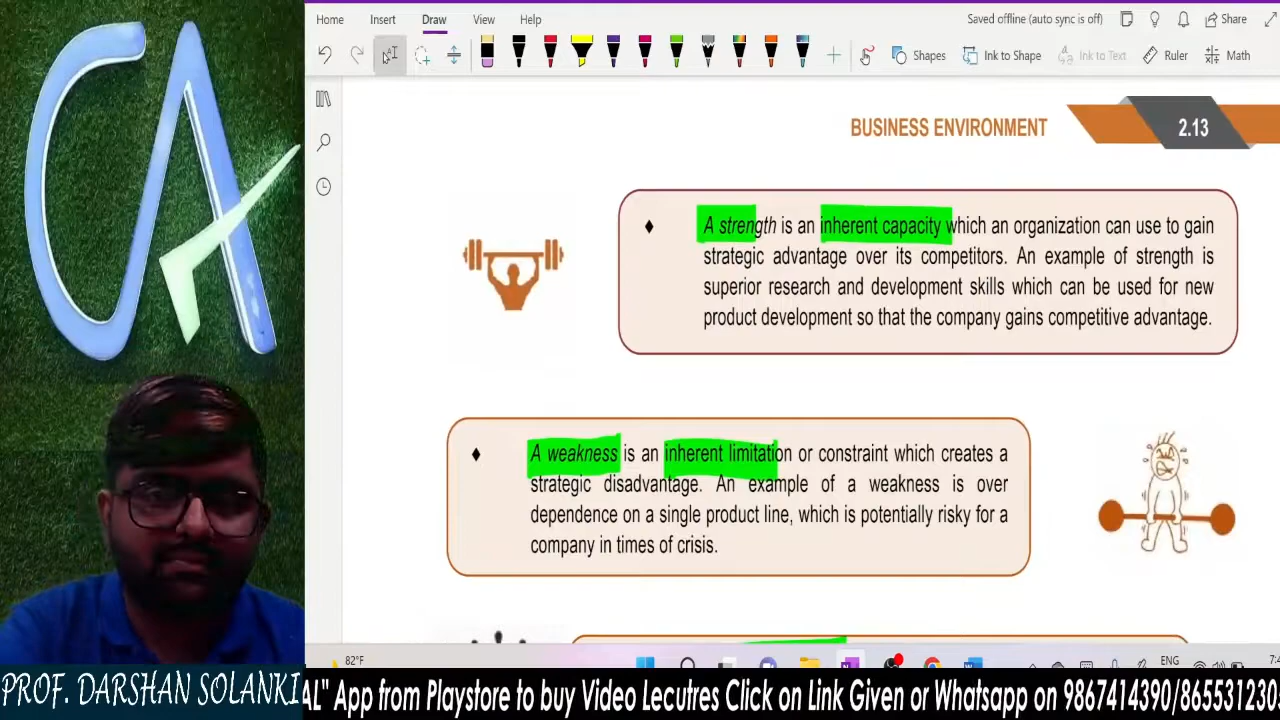 Home Insert Draw View Help Saved offline (auto sync is off) Share
Shapes Ink to Shape Ink to Text Ruler Math
CA
BUSINESS ENVIRONMENT 2.13
♦ A strength is an inherent capacity which an organization can use to gain
strategic advantage over its competitors. An example of strength is
superior research and development skills which can be used for new
product development so that the company gains competitive advantage.
♦ A weakness is an inherent limitation or constraint which creates a
strategic disadvantage. An example of a weakness is over
dependence on a single product line, which is potentially risky for a
company in times of crisis.
82°F ENG
PROF. DARSHAN SOLANKI
AL" App from Playstore to buy Video Lecutres Click on Link Given or Whatsapp on 9867414390/865531230